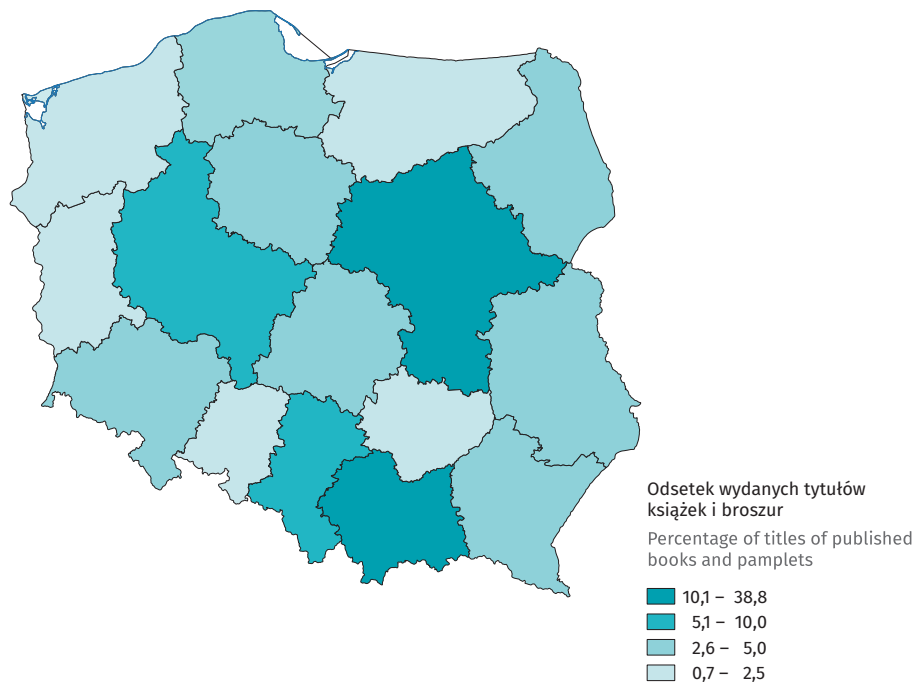 Odsetek wydanych tytułów
książek i broszur
Percentage of titles of published
books and pamplets
10,1 – 38,8
5,1 – 10,0
2,6 – 5,0
0,7 – 2,5